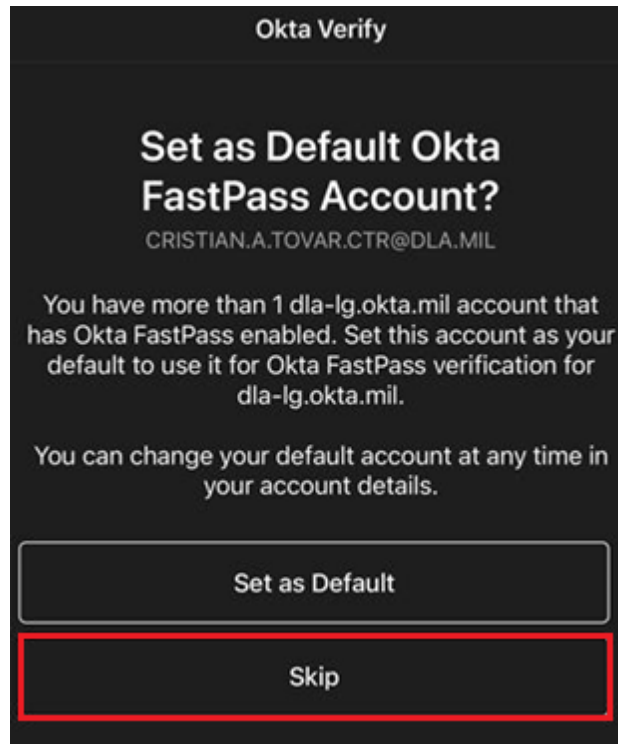 Okta Verify
Set as Default Okta
FastPass Account?
CRISTIAN.A.TOVAR.CTR@DLA.MIL
You have more than 1 dla-lg.okta.mil account that
has Okta FastPass enabled. Set this account as your
default to use it for Okta FastPass verification for
dla-lg.okta.mil.
You can change your default account at any time in
your account details.
Set as Default
Skip